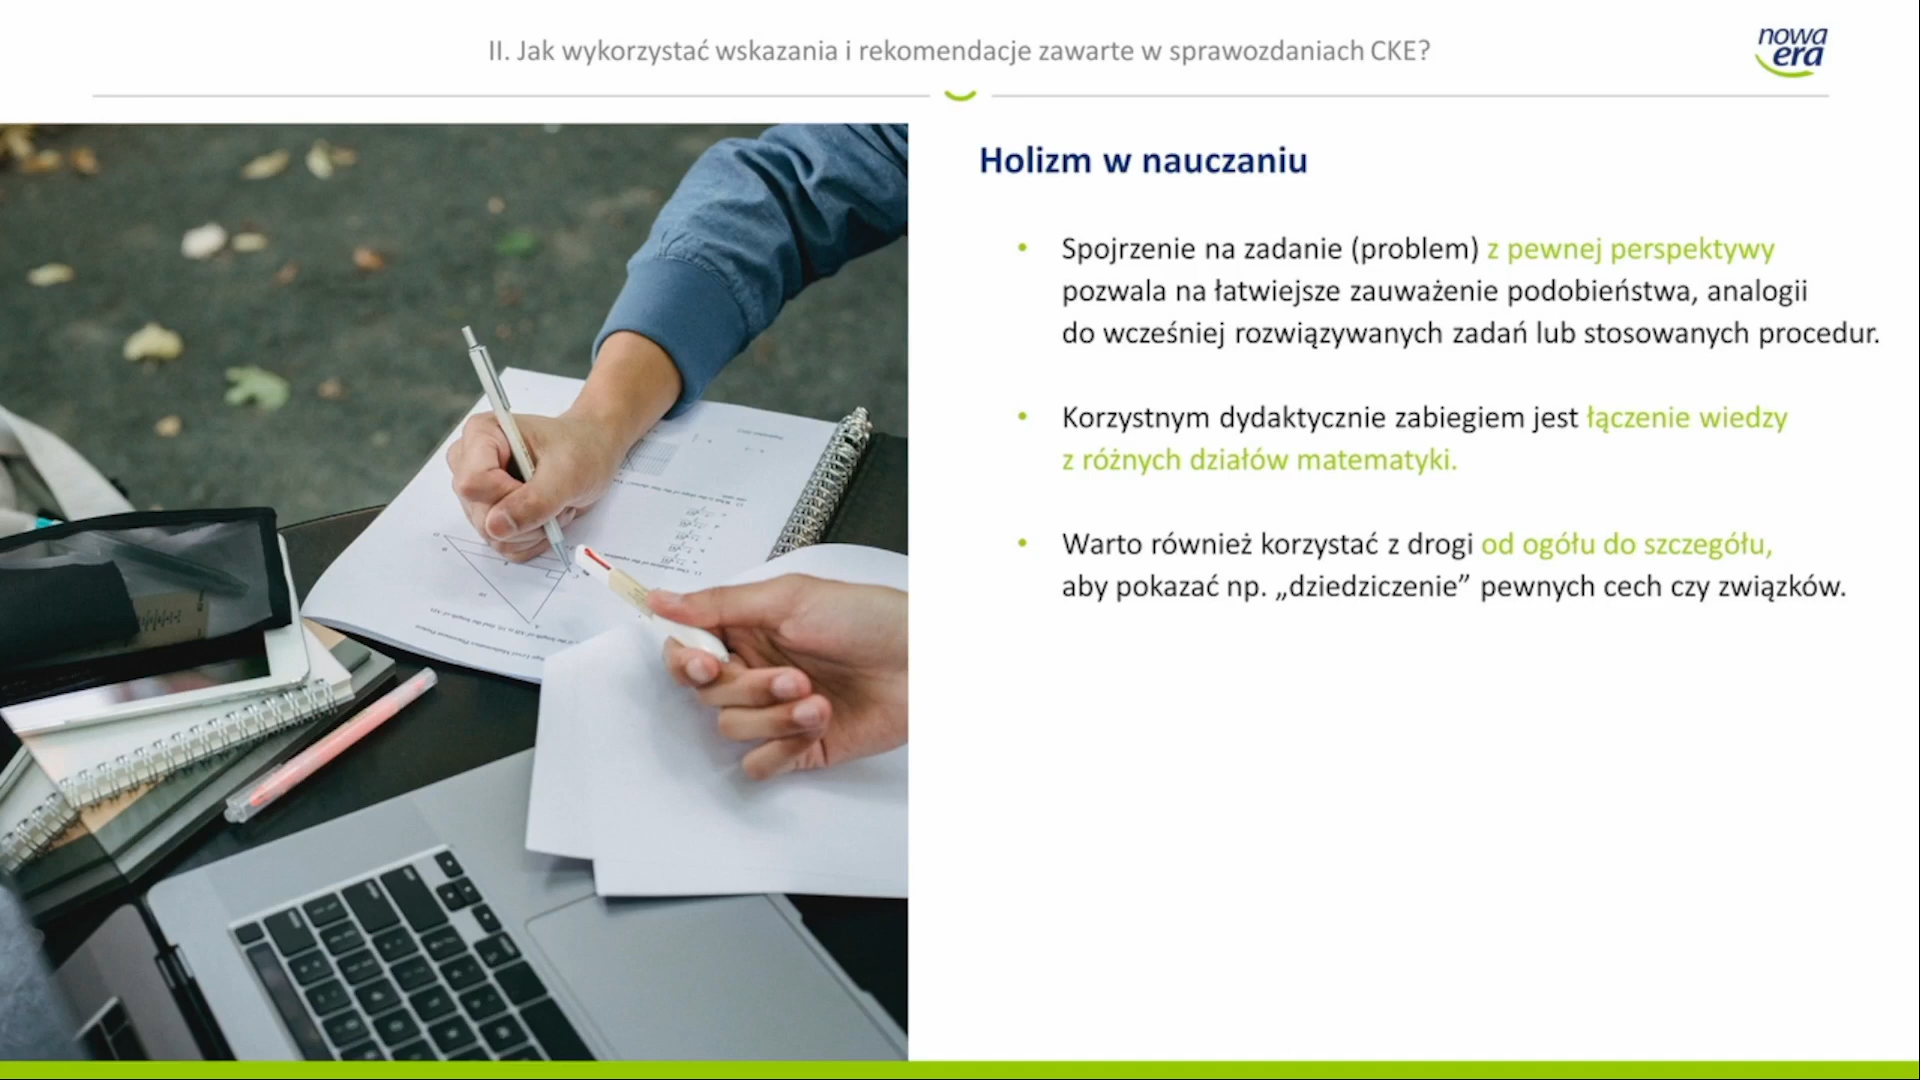 II. Jak wykorzystać wskazania i rekomendacje zawarte w sprawozdaniach CKE?
nowa
era
Holizm w nauczaniu
• Spojrzenie na zadanie (problem) z pewnej perspektywy
pozwala na łatwiejsze zauważenie podobieństwa, analogii
do wcześniej rozwiązywanych zadań lub stosowanych procedur.
• Korzystnym dydaktycznie zabiegiem jest łączenie wiedzy
z różnych działów matematyki.
• Warto również korzystać z drogi od ogółu do szczegółu,
aby pokazać np. „dziedziczenie” pewnych cech czy związków.